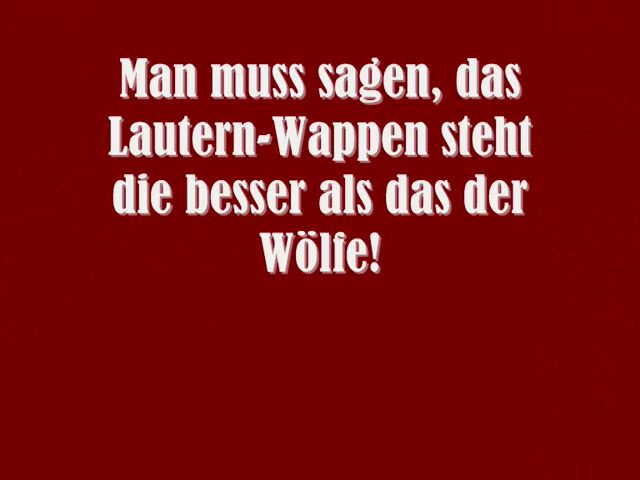 Man muss sagen, das
Lautern-Wappen steht
die besser als das der
Wölfe!